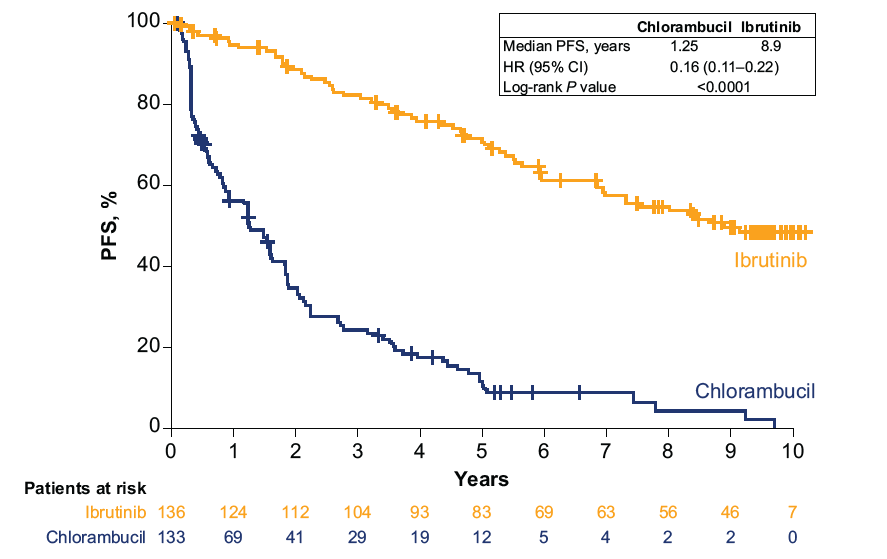 Chlorambucil Ibrutinib
Median PFS, years 1.25 8.9
HR (95% CI) 0.16 (0.11–0.22)
Log-rank P value <0.0001
100
80
60
40
20
0
PFS, %
Ibrutinib
Chlorambucil
0 1 2 3 4 5 6 7 8 9 10
Years
Patients at risk
Ibrutinib 136 124 112 104 93 83 69 63 56 46 7
Chlorambucil 133 69 41 29 19 12 5 4 2 2 0